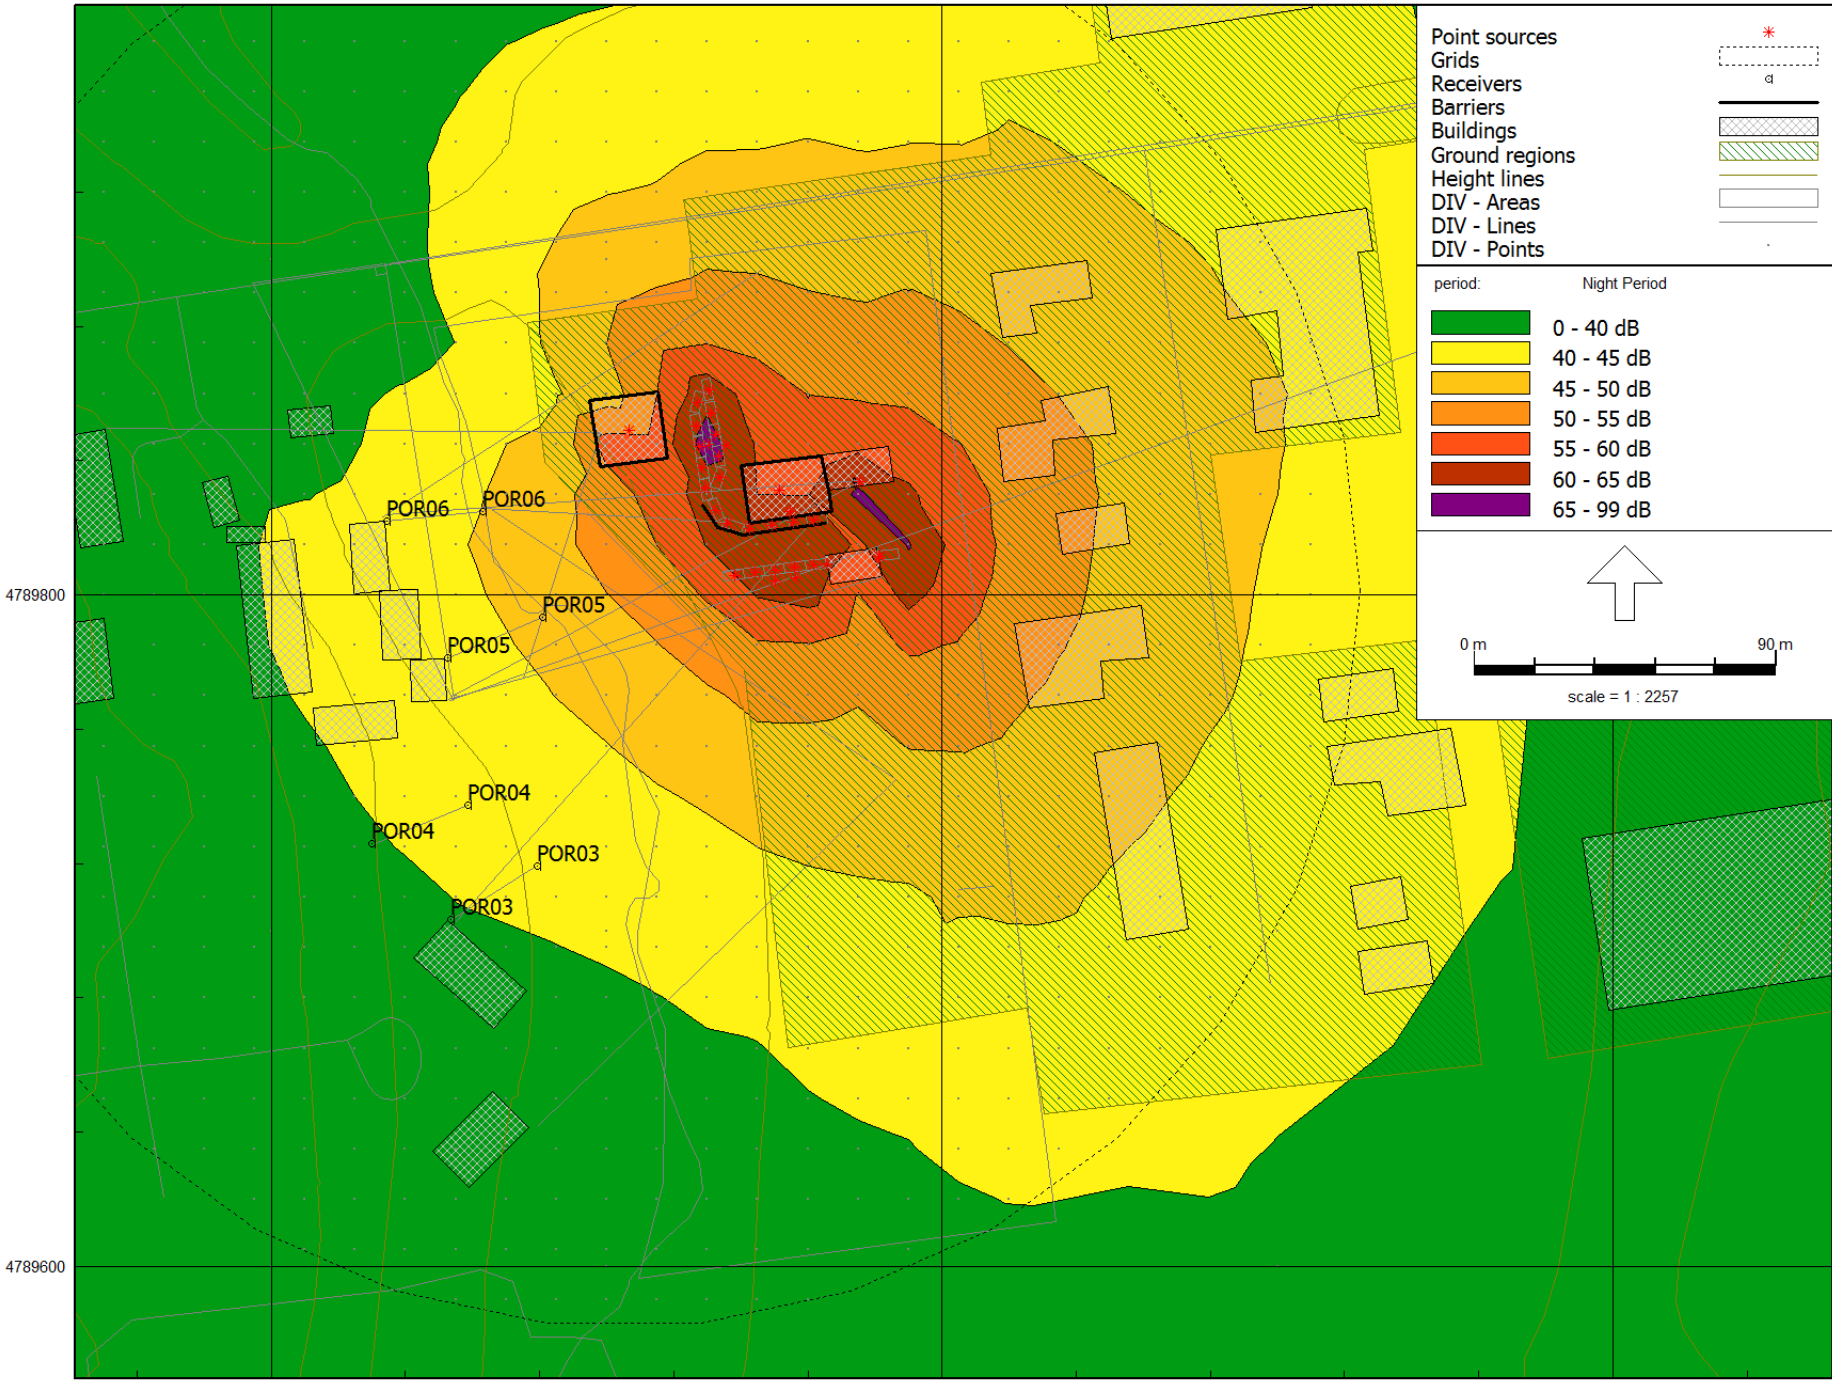 Point sources
Grids
Receivers
Barriers
Buildings
Ground regions
Height lines
DIV - Areas
DIV - Lines
DIV - Points
period: Night Period
0 - 40 dB
40 - 45 dB
45 - 50 dB
50 - 55 dB
55 - 60 dB
60 - 65 dB
65 - 99 dB
0 m 90 m
scale = 1 : 2257
POR06
POR06
4789800
POR05
POR05
POR04
POR04
POR03
POR03
4789600